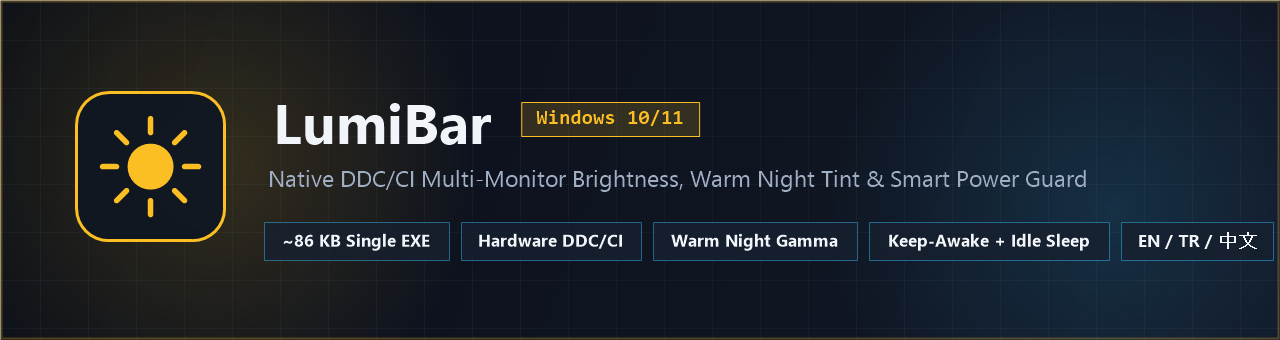 LumiBar
Windows 10/11
Native DDC/CI Multi-Monitor Brightness, Warm Night Tint & Smart Power Guard
~86 KB Single EXE
Hardware DDC/CI
Warm Night Gamma
Keep-Awake + Idle Sleep
EN / TR / 中文